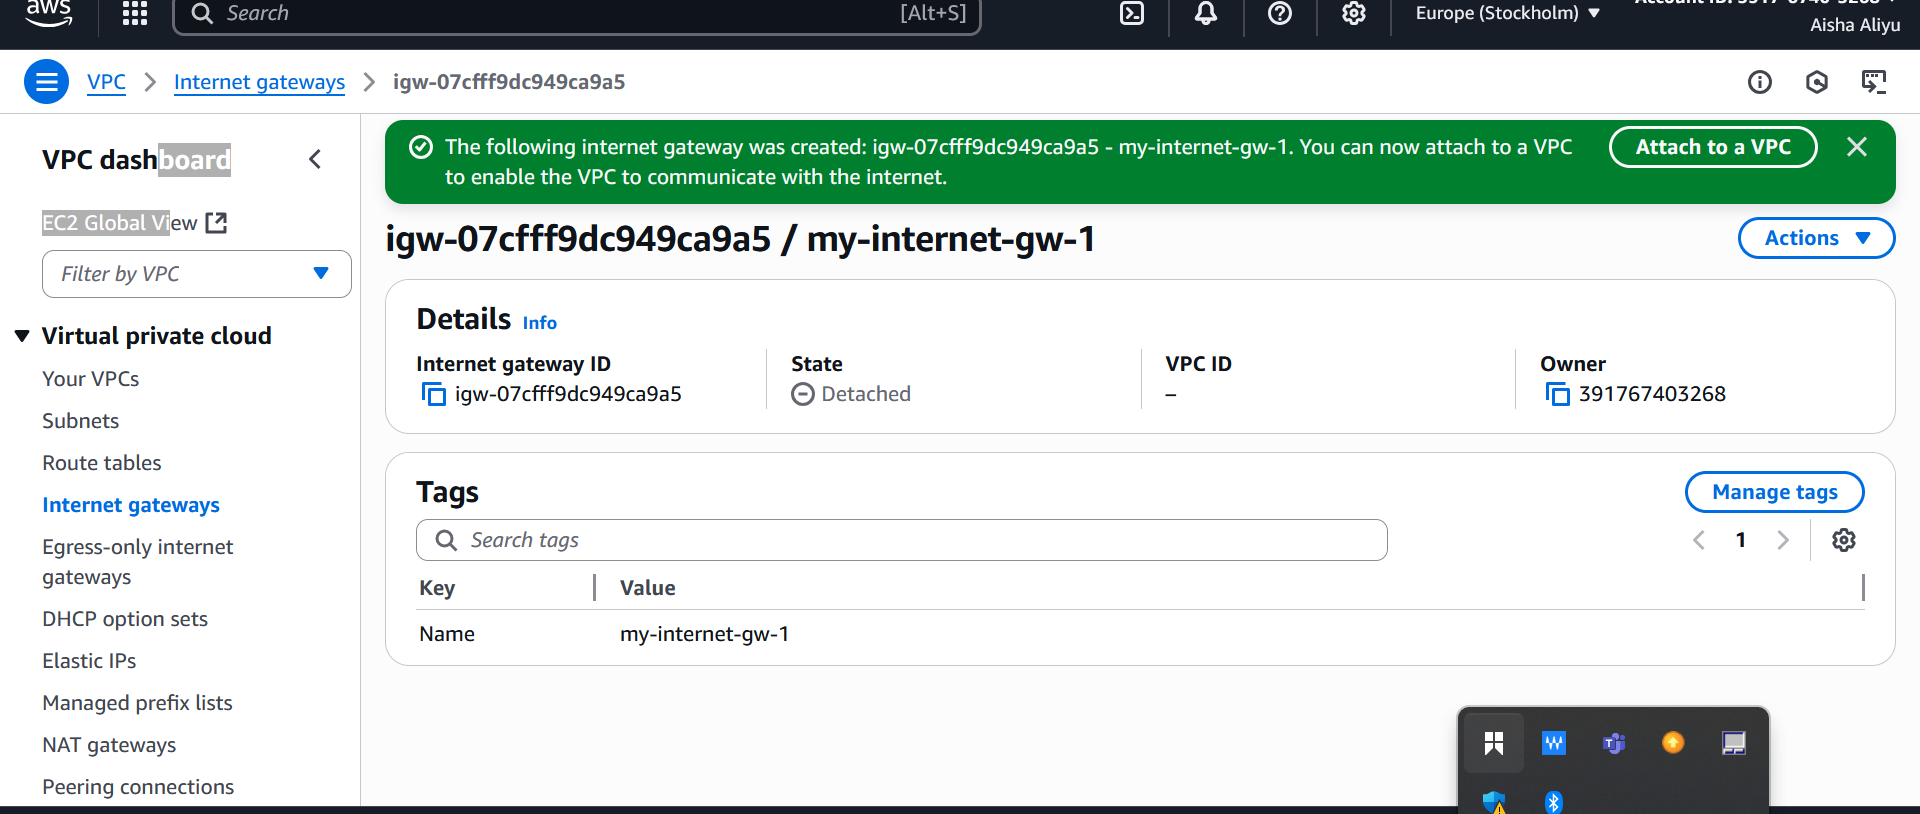 aws
Search
[Alt+S]
Europe (Stockholm)
Aisha Aliyu
VPC
Internet gateways
igw-07cfff9dc949ca9a5
VPC dashboard
EC2 Global View
Filter by VPC
Virtual private cloud
Your VPCs
Subnets
Route tables
Internet gateways
Egress-only internet
gateways
DHCP option sets
Elastic IPs
Managed prefix lists
NAT gateways
Peering connections
The following internet gateway was created: igw-07cfff9dc949ca9a5 - my-internet-gw-1. You can now attach to a VPC
to enable the VPC to communicate with the internet.
Attach to a VPC
igw-07cfff9dc949ca9a5 / my-internet-gw-1
Actions
Details Info
Internet gateway ID
igw-07cfff9dc949ca9a5
State
Detached
VPC ID
–
Owner
391767403268
Tags
Manage tags
Search tags
1
Key Value
Name my-internet-gw-1